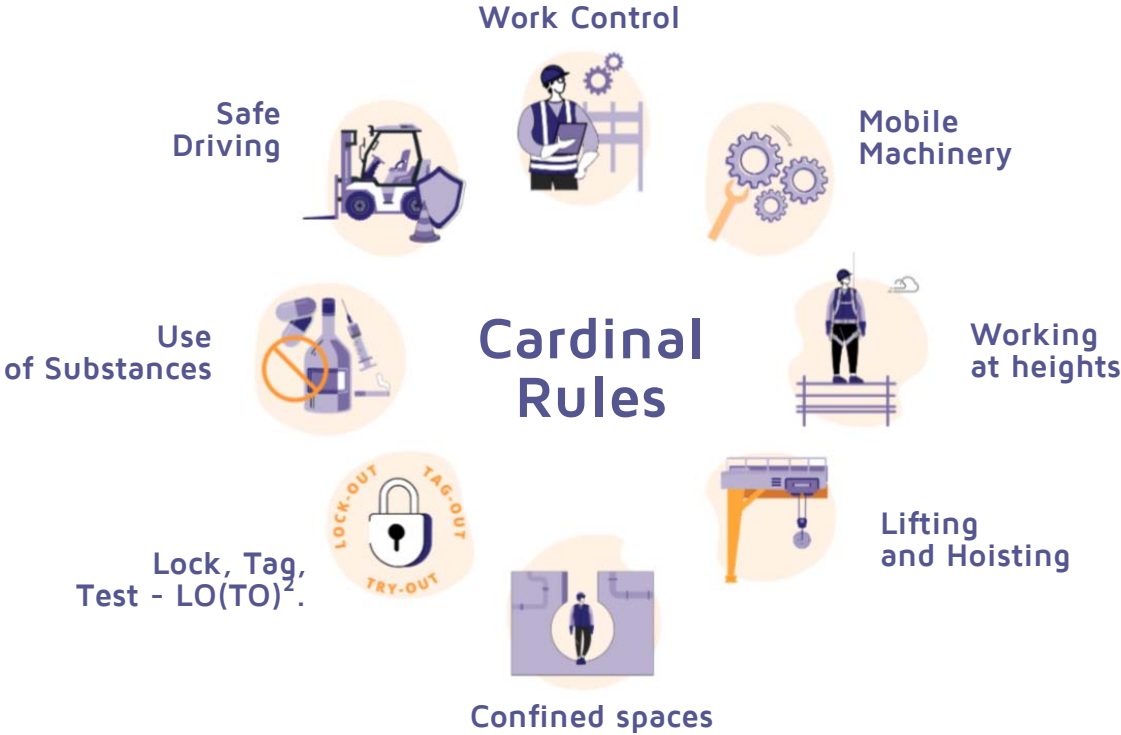 Work Control
Safe
Driving
Mobile
Machinery
Use
of Substances
Cardinal
Rules
Working
at heights
LOCK-OUT
TAG-OUT
TRY-OUT
Lock, Tag,
Test - LO(TO)².
Lifting
and Hoisting
Confined spaces